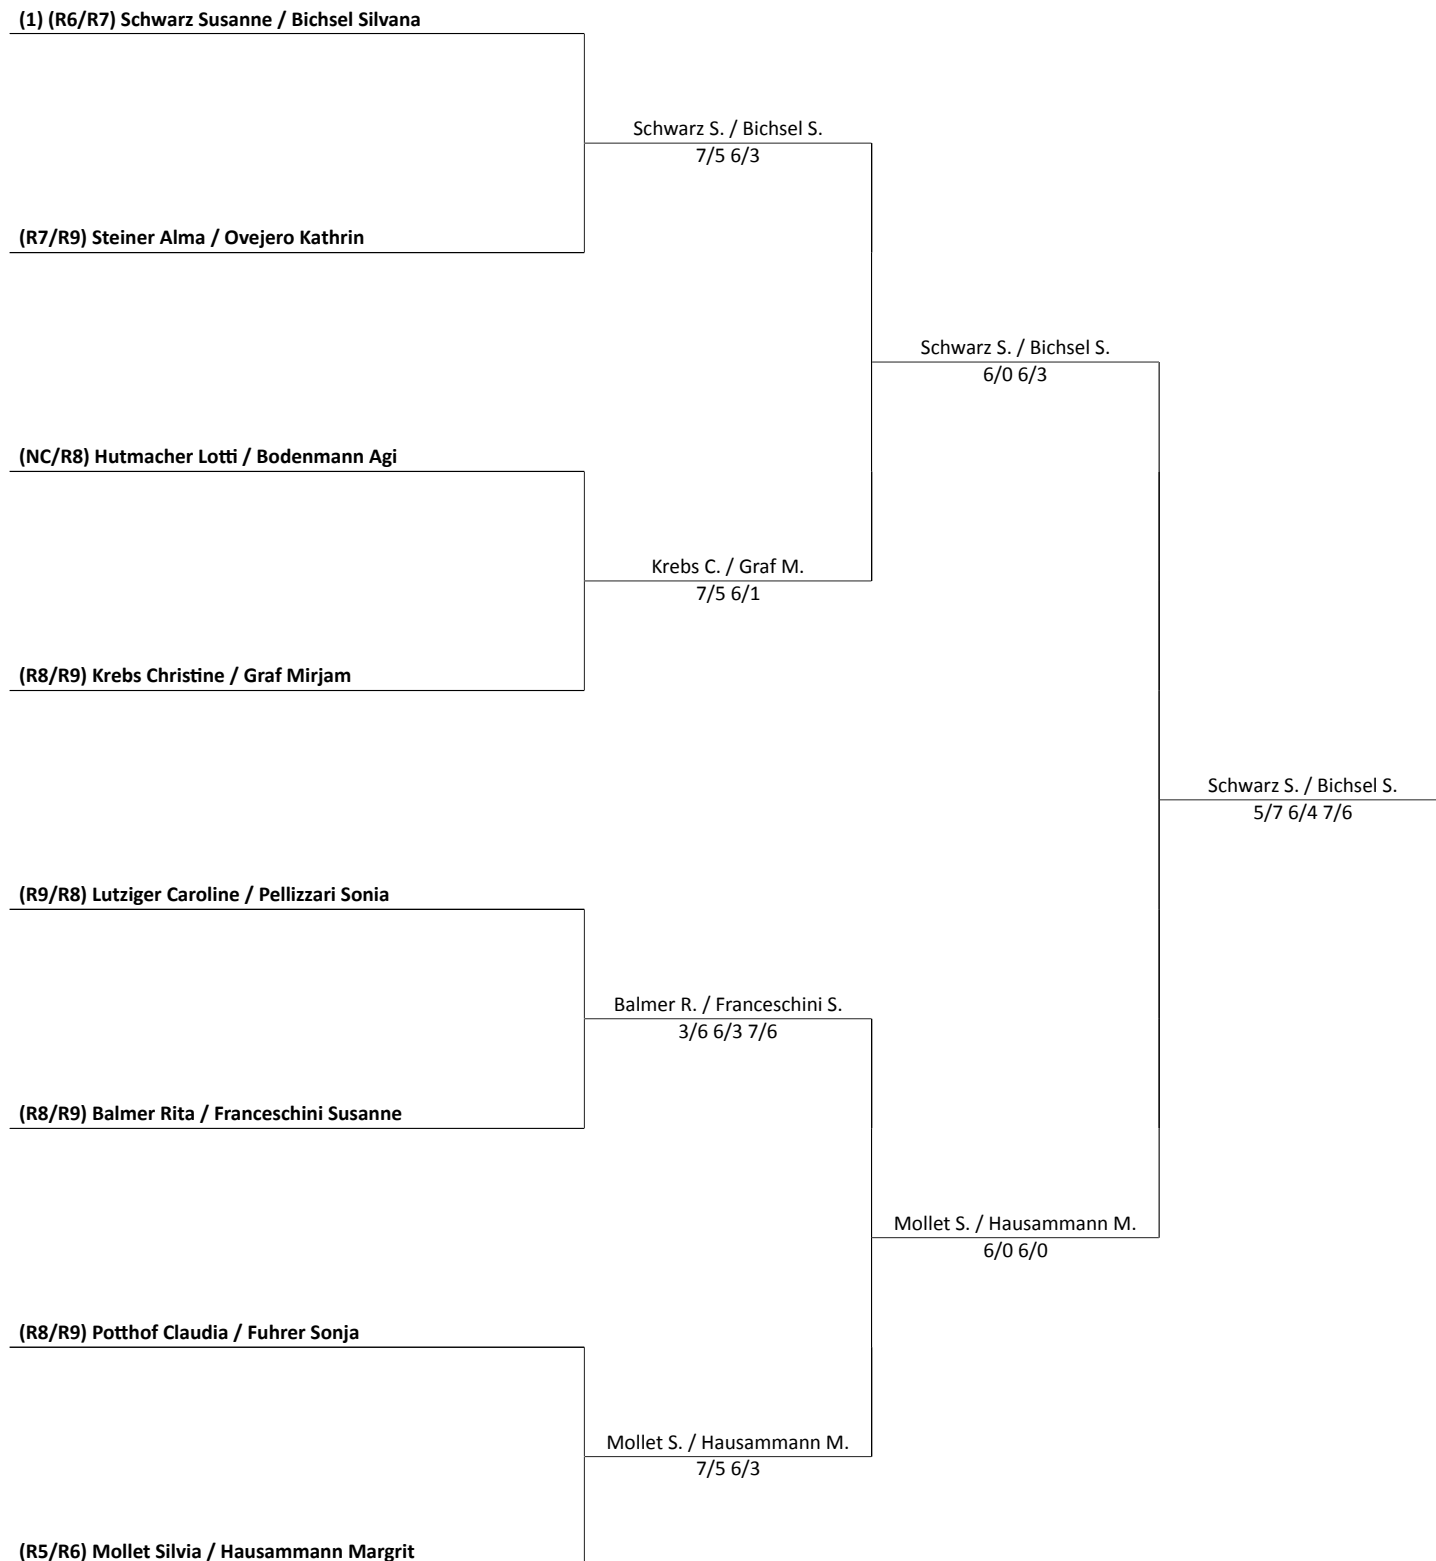 (1) (R6/R7) Schwarz Susanne / Bichsel Silvana
Schwarz S. / Bichsel S.
7/5 6/3
(R7/R9) Steiner Alma / Ovejero Kathrin
Schwarz S. / Bichsel S.
6/0 6/3
(NC/R8) Hutmacher Lotti / Bodenmann Agi
Krebs C. / Graf M.
7/5 6/1
(R8/R9) Krebs Christine / Graf Mirjam
Schwarz S. / Bichsel S.
5/7 6/4 7/6
(R9/R8) Lutziger Caroline / Pellizzari Sonia
Balmer R. / Franceschini S.
3/6 6/3 7/6
(R8/R9) Balmer Rita / Franceschini Susanne
Mollet S. / Hausammann M.
6/0 6/0
(R8/R9) Potthof Claudia / Fuhrer Sonja
Mollet S. / Hausammann M.
7/5 6/3
(R5/R6) Mollet Silvia / Hausammann Margrit